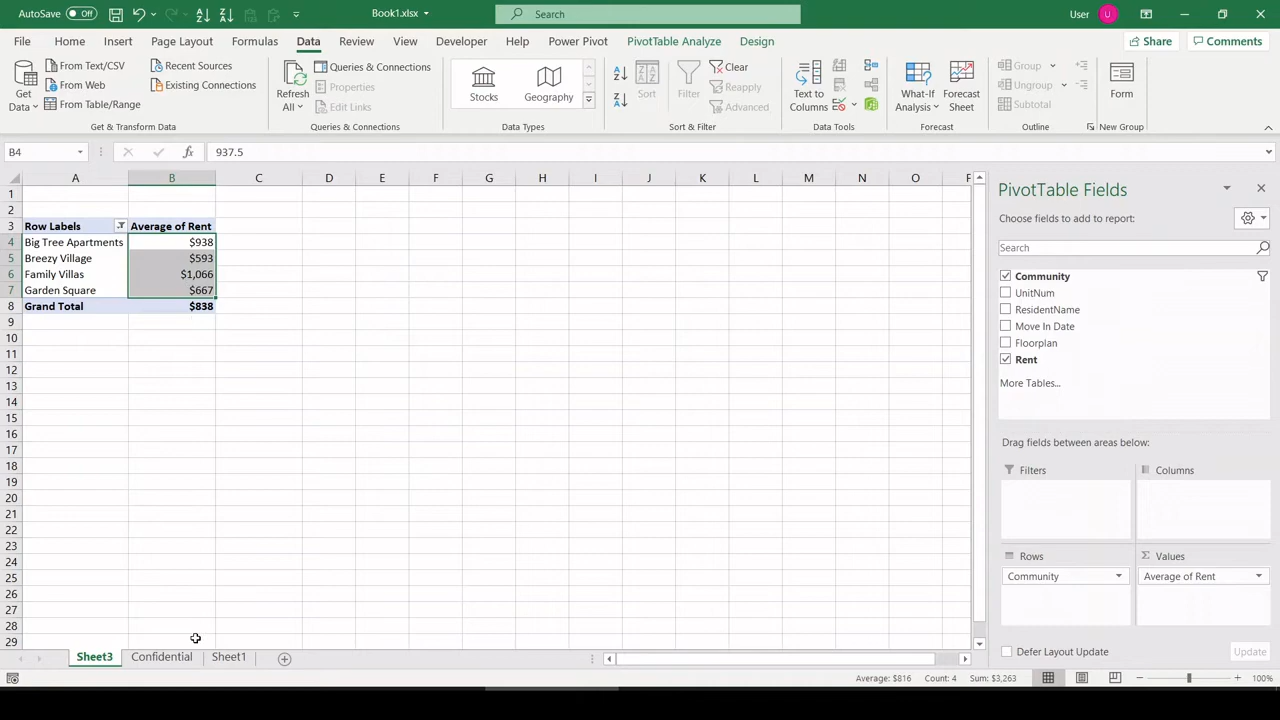 AutoSave Off Book1.xlsx Search User U
File Home Insert Page Layout Formulas Data Review View Developer Help Power Pivot PivotTable Analyze Design Share Comments
Get Data
From Text/CSV
From Web
From Table/Range
Recent Sources
Existing Connections
Get & Transform Data
Refresh All
Queries & Connections
Properties
Edit Links
Queries & Connections
Stocks Geography
Data Types
Sort
Filter
Clear
Reapply
Advanced
Sort & Filter
Text to Columns
Data Tools
What-If Analysis
Forecast Sheet
Forecast
Group
Ungroup
Subtotal
Outline
Form
New Group
B4 fx 937.5
A B C D E F G H I J K L M N O
1
2
3 Row Labels Average of Rent
4 Big Tree Apartments $938
5 Breezy Village $593
6 Family Villas $1,066
7 Garden Square $667
8 Grand Total $838
9
10
11
12
13
14
15
16
17
18
19
20
21
22
23
24
25
26
27
28
29
PivotTable Fields
Choose fields to add to report:
Search
Community
UnitNum
ResidentName
Move In Date
Floorplan
Rent
More Tables...
Drag fields between areas below:
Filters Columns
Rows Values
Community Average of Rent
Defer Layout Update Update
Sheet3 Confidential Sheet1
Average: $816 Count: 4 Sum: $3,263 100%